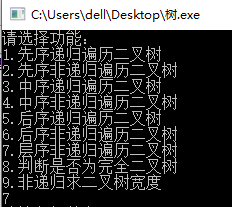 C:\Users\dell\Desktop\树.exe
请选择功能：
1.先序递归遍历二叉树
2.先序非递归遍历二叉树
3.中序递归遍历二叉树
4.中序非递归遍历二叉树
5.后序递归遍历二叉树
6.后序非递归遍历二叉树
7.层序非递归遍历二叉树
8.判断是否为完全二叉树
9.非递归求二叉树宽度
7